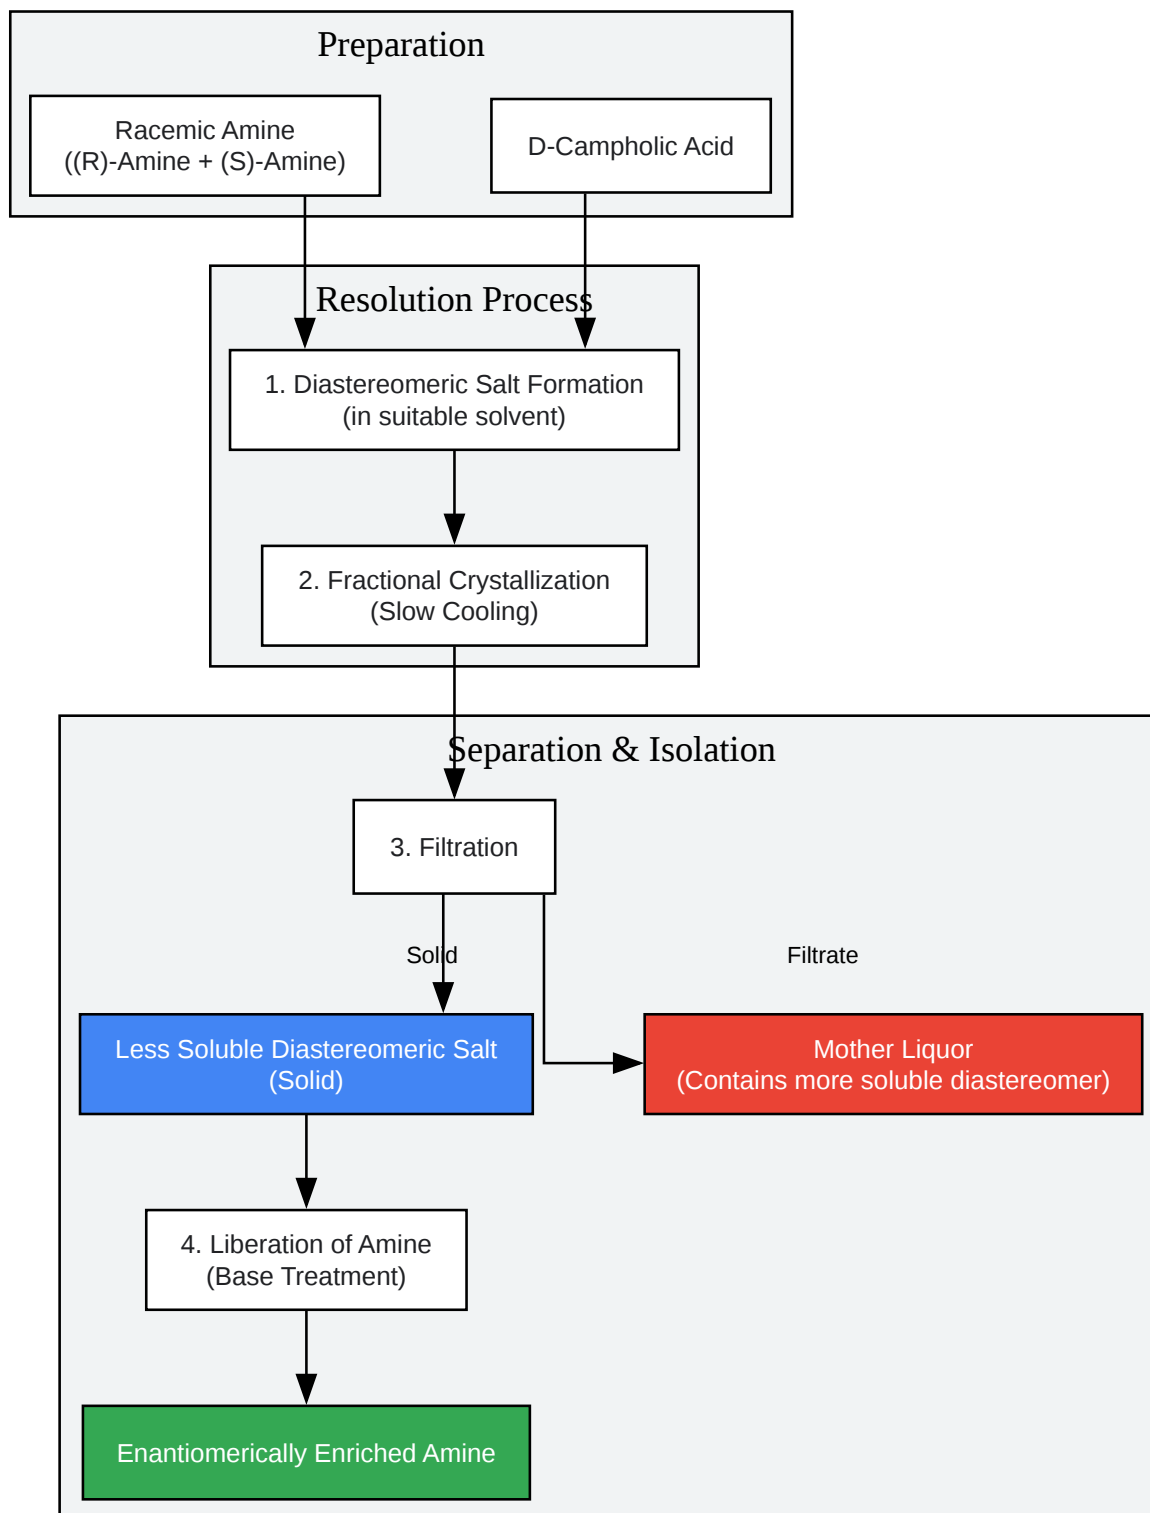 Preparation
Racemic Amine
((R)-Amine + (S)-Amine)
D-Campholic Acid
Resolution Process
1. Diastereomeric Salt Formation
(in suitable solvent)
2. Fractional Crystallization
(Slow Cooling)
Separation & Isolation
3. Filtration
Solid
Filtrate
Less Soluble Diastereomeric Salt
(Solid)
Mother Liquor
(Contains more soluble diastereomer)
4. Liberation of Amine
(Base Treatment)
Enantiomerically Enriched Amine